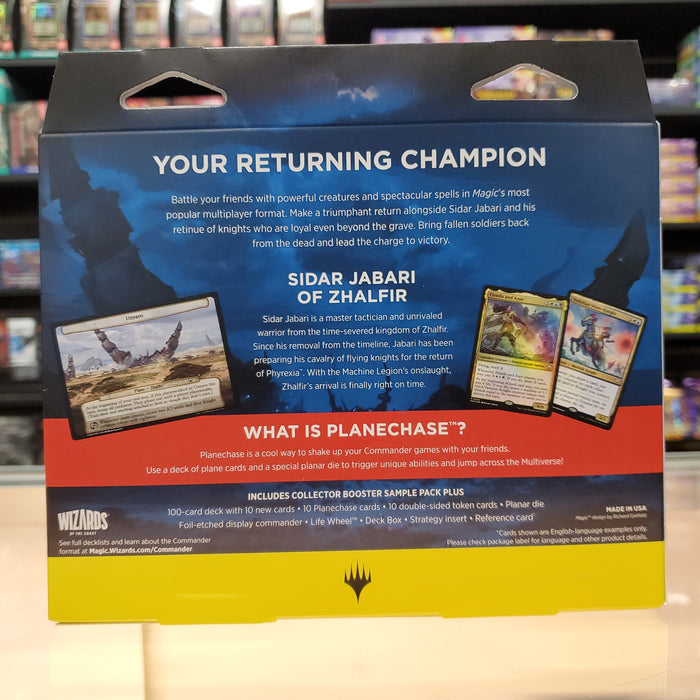 YOUR RETURNING CHAMPION
Battle your friends with powerful creatures and spectacular spells in Magic's most
popular multiplayer format. Make a triumphant return alongside Sidar Jabari and his
retinue of knights who are loyal even beyond the grave. Bring fallen soldiers back
from the dead and lead the charge to victory.
SIDAR JABARI
OF ZHALFIR
Sidar Jabari is a master tactician and unrivaled
warrior from the time-severed kingdom of Zhalfir.
Since his removal from the timeline, Jabari has been
preparing his cavalry of flying knights for the return
of Phyrexia™. With the Machine Legion's onslaught,
Zhalfir's arrival is finally right on time.
Unyaro
WHAT IS PLANECHASE™?
Planechase is a cool way to shake up your Commander games with your friends.
Use a deck of plane cards and a special planar die to trigger unique abilities and jump across the Multiverse!
INCLUDES COLLECTOR BOOSTER SAMPLE PACK PLUS
100-card deck with 10 new cards • 10 Planechase cards • 10 double-sided token cards • Planar die
Foil-etched display commander • Life Wheel™ • Deck Box • Strategy insert • Reference card
WIZARDS
OF THE COAST
See full decklists and learn about the Commander
format at Magic.Wizards.com/Commander.
MADE IN USA
Magic™ design by Richard Garfield
*Cards shown are English-language examples only.
Please check package label for language and other product details.